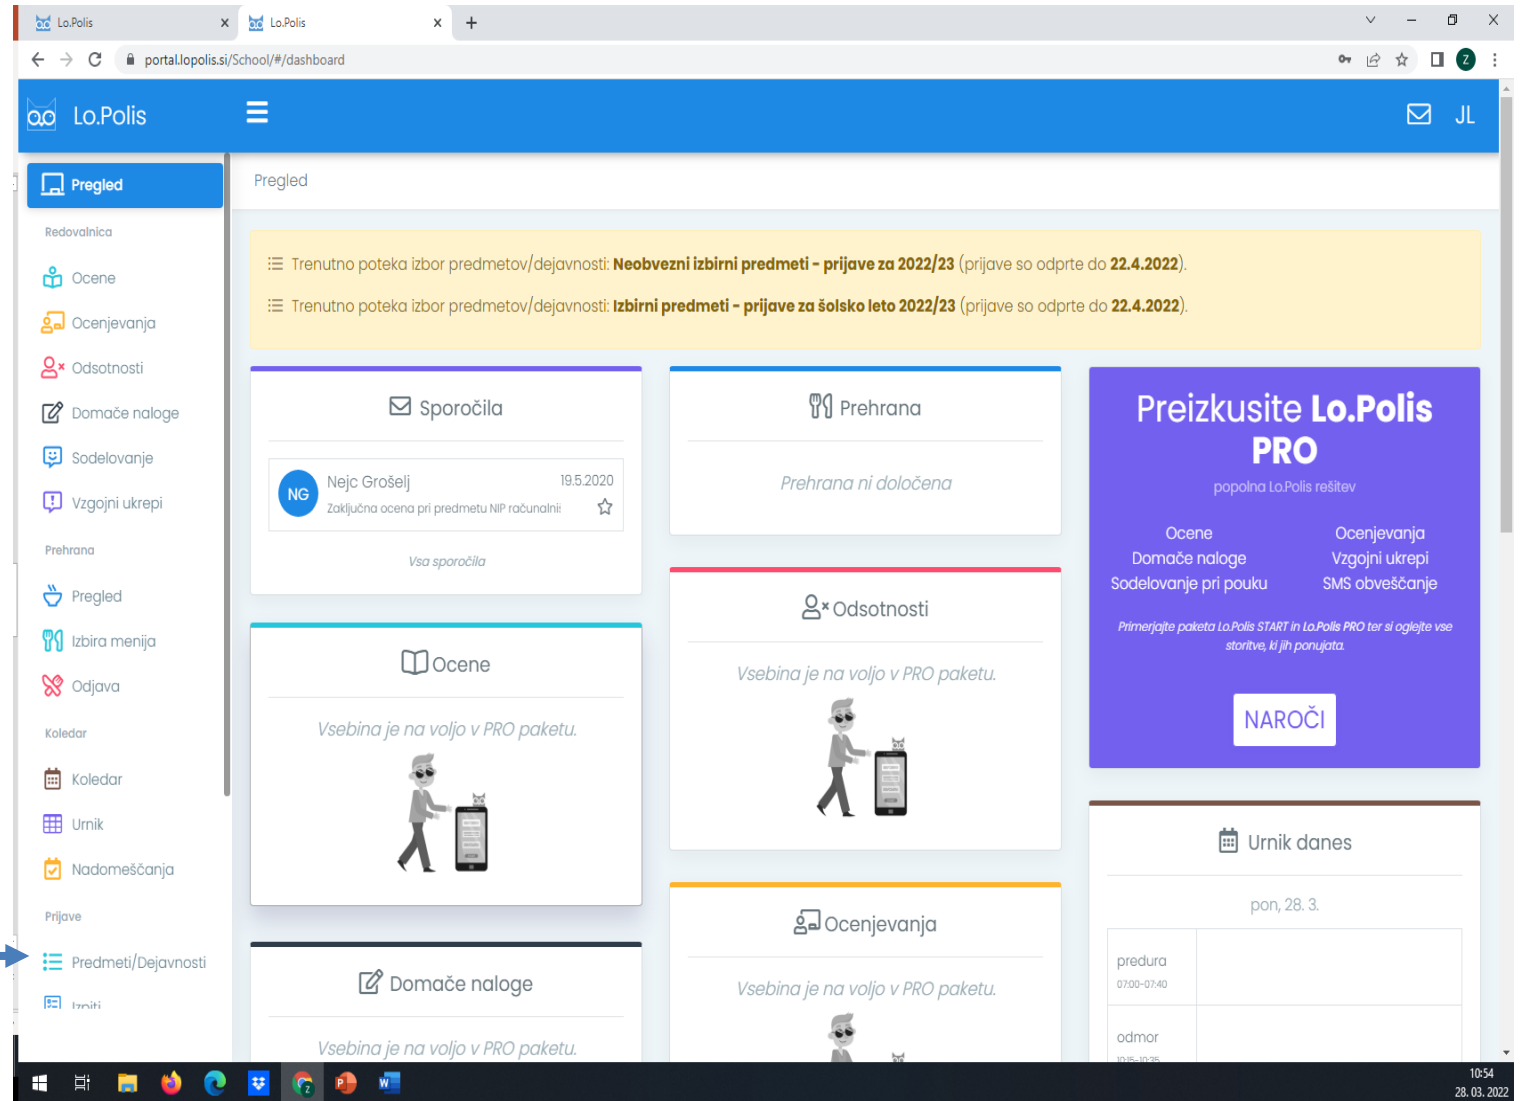 Lo.Polis
Lo.Polis
portal.lopolis.si/School/#/dashboard
Z
Lo.Polis
JL
Pregled
Redovalnica
Ocene
Ocenjevanja
Odsotnosti
Domače naloge
Sodelovanje
Vzgojni ukrepi
Prehrana
Pregled
Izbira menija
Odjava
Koledar
Koledar
Urnik
Nadomeščanja
Prijave
Predmeti/Dejavnosti
Izpiti
Pregled
Trenutno poteka izbor predmetov/dejavnosti: Neobvezni izbirni predmeti - prijave za 2022/23 (prijave so odprte do 22.4.2022).
Trenutno poteka izbor predmetov/dejavnosti: Izbirni predmeti - prijave za šolsko leto 2022/23 (prijave so odprte do 22.4.2022).
Sporočila
NG
Nejc Grošelj 19.5.2020
Zaključna ocena pri predmetu NIP računalniš
Vsa sporočila
Ocene
Vsebina je na voljo v PRO paketu.
Domače naloge
Vsebina je na voljo v PRO paketu.
Prehrana
Prehrana ni določena
Odsotnosti
Vsebina je na voljo v PRO paketu.
Ocenjevanja
Vsebina je na voljo v PRO paketu.
Preizkusite Lo.Polis
PRO
popolna Lo.Polis rešitev
Ocene Ocenjevanja
Domače naloge Vzgojni ukrepi
Sodelovanje pri pouku SMS obveščanje
Primerjajte paketa Lo.Polis START in Lo.Polis PRO ter si oglejte vse
storitve, ki jih ponujata.
NAROČI
Urnik danes
pon, 28. 3.
predura
07:00-07:40
odmor
10:15-10:35
10:54
28. 03. 2022